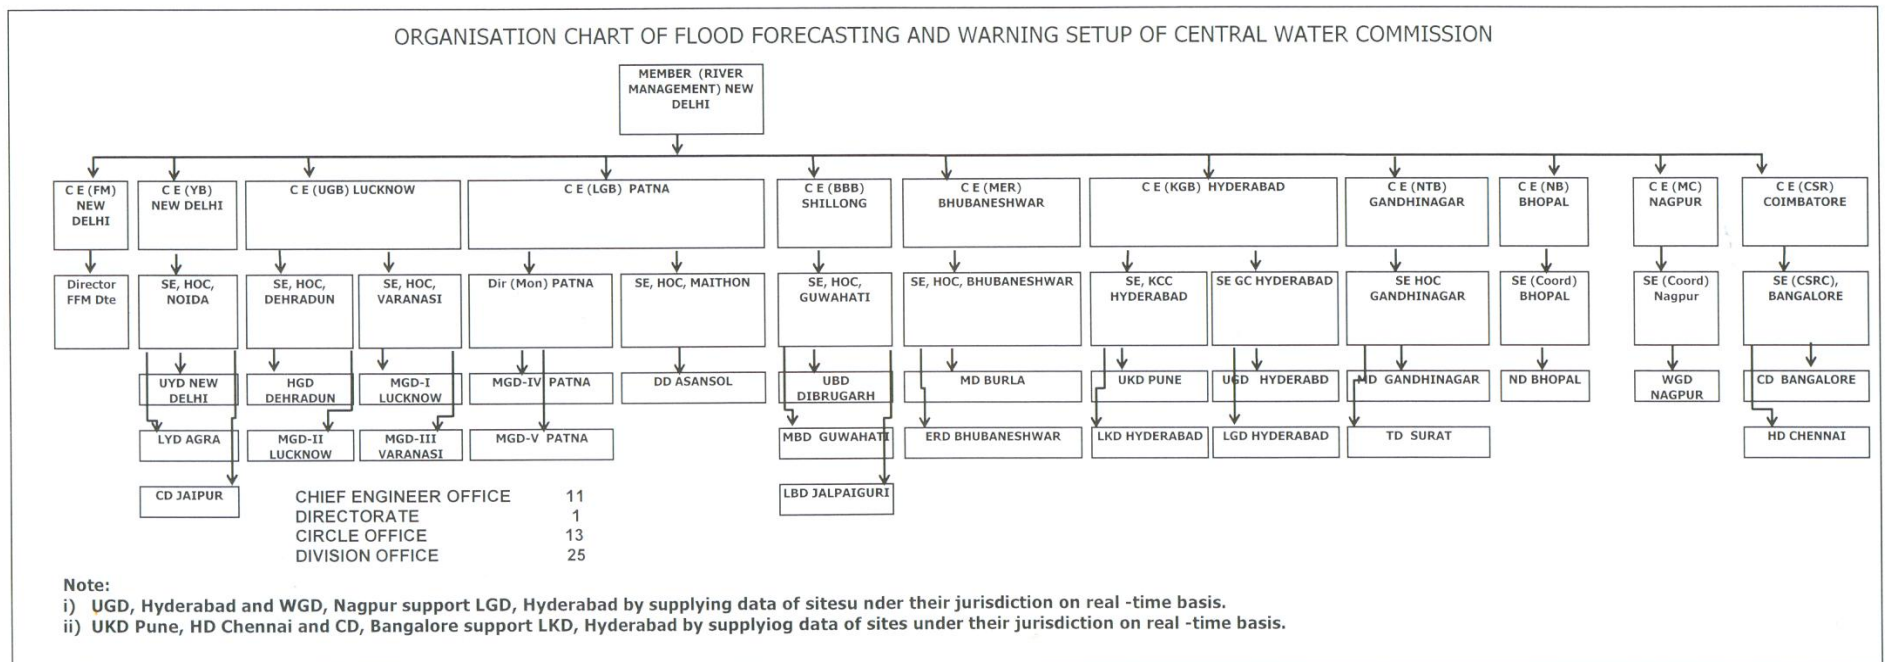 ORGANISATION CHART OF FLOOD FORECASTING AND WARNING SETUP OF CENTRAL WATER COMMISSION
MEMBER (RIVER
MANAGEMENT) NEW
DELHI
C E (FM)
NEW
DELHI
C E (YB)
NEW DELHI
C E (UGB) LUCKNOW
C E (LGB) PATNA
C E (BBB)
SHILLONG
C E (MER)
BHUBANESHWAR
C E (KGB) HYDERABAD
C E (NTB)
GANDHINAGAR
C E (NB)
BHOPAL
C E (MC)
NAGPUR
C E (CSR)
COIMBATORE
Director
FFM Dte
SE, HOC,
NOIDA
SE, HOC,
DEHRADUN
SE, HOC,
VARANASI
Dir (Mon) PATNA
SE, HOC, MAITHON
SE, HOC,
GUWAHATI
SE, HOC, BHUBANESHWAR
SE, KCC
HYDERABAD
SE GC HYDERABAD
SE HOC
GANDHINAGAR
SE (Coord)
BHOPAL
SE (Coord)
Nagpur
SE (CSRC),
BANGALORE
UYD NEW
DELHI
HGD
DEHRADUN
MGD-I
LUCKNOW
MGD-IV PATNA
DD ASANSOL
UBD
DIBRUGARH
MD BURLA
UKD PUNE
UGD HYDERABD
MD GANDHINAGAR
ND BHOPAL
WGD
NAGPUR
CD BANGALORE
LYD AGRA
MGD-II
LUCKNOW
MGD-III
VARANASI
MGD-V PATNA
MBD GUWAHATI
ERD BHUBANESHWAR
LKD HYDERABAD
LGD HYDERABAD
TD SURAT
HD CHENNAI
CD JAIPUR
LBD JALPAIGURI
CHIEF ENGINEER OFFICE 11
DIRECTORATE 1
CIRCLE OFFICE 13
DIVISION OFFICE 25
Note:
i) UGD, Hyderabad and WGD, Nagpur support LGD, Hyderabad by supplying data of sitesu nder their jurisdiction on real -time basis.
ii) UKD Pune, HD Chennai and CD, Bangalore support LKD, Hyderabad by supplyiog data of sites under their jurisdiction on real -time basis.